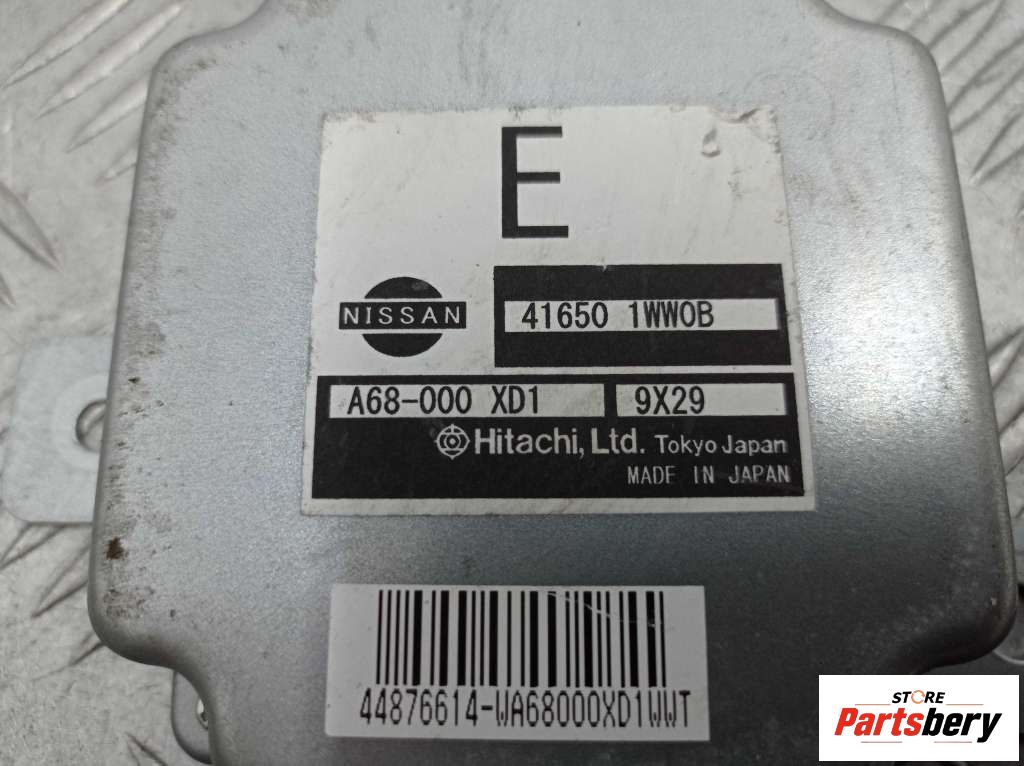 E
NISSAN
41650 1WW0B
A68-000 XD1 9X29
Hitachi, Ltd. Tokyo Japan
MADE IN JAPAN
44876614-WA68000XD1WWT
STORE
Partsbery